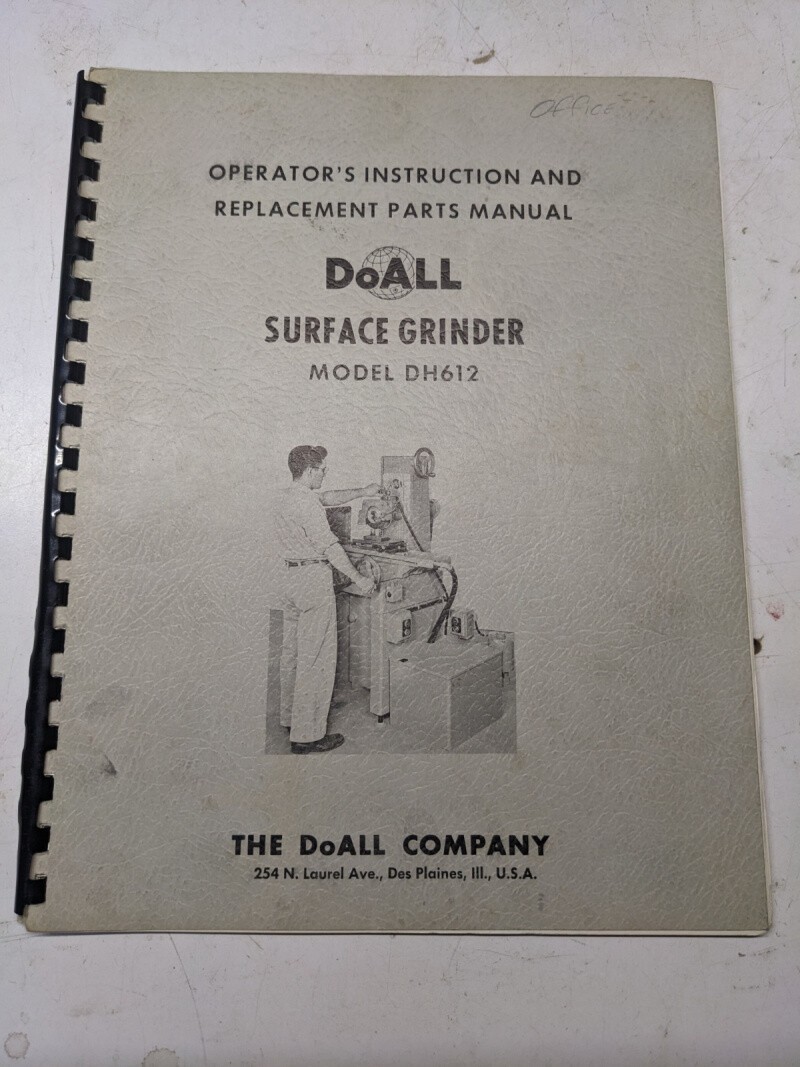 OFFICE
OPERATOR'S INSTRUCTION AND
REPLACEMENT PARTS MANUAL
DoALL
SURFACE GRINDER
MODEL DH612
THE DoALL COMPANY
254 N. Laurel Ave., Des Plaines, Ill., U.S.A.